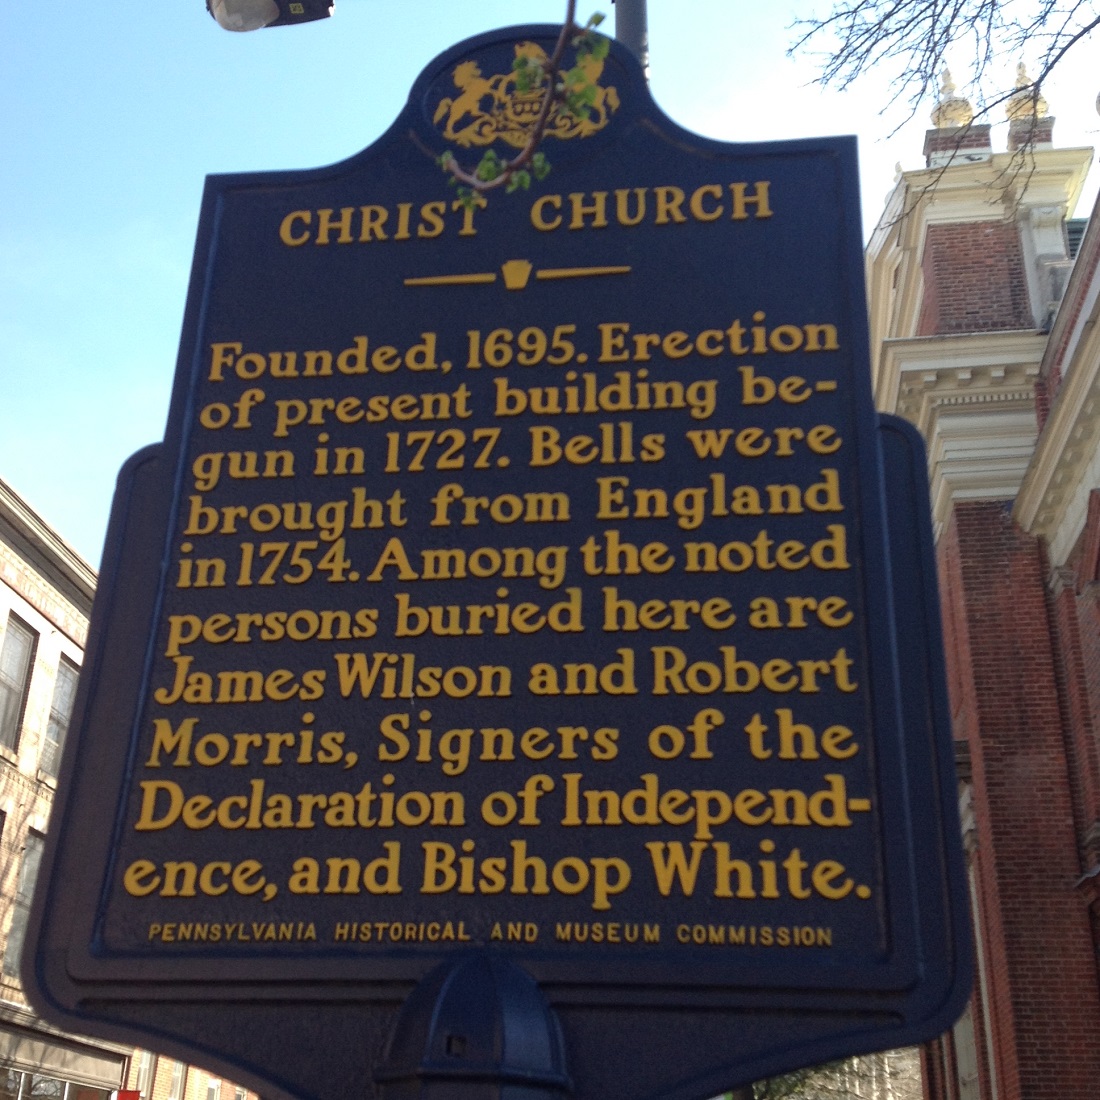 CHRIST CHURCH
Founded, 1695. Erection
of present building be-
gun in 1727. Bells were
brought from England
in 1754. Among the noted
persons buried here are
James Wilson and Robert
Morris, Signers of the
Declaration of Independ-
ence, and Bishop White.
PENNSYLVANIA HISTORICAL AND MUSEUM COMMISSION